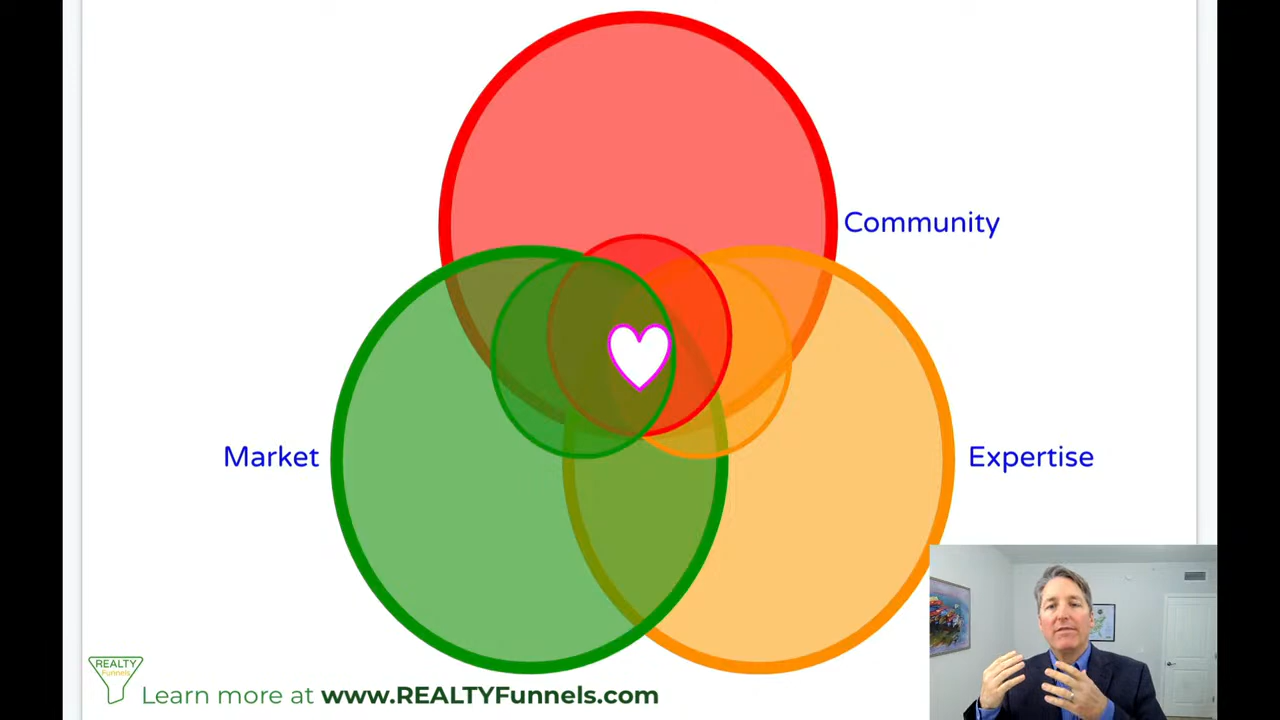 Community
Market
Expertise
REALTY
Funnels
Learn more at www.REALTYFunnels.com